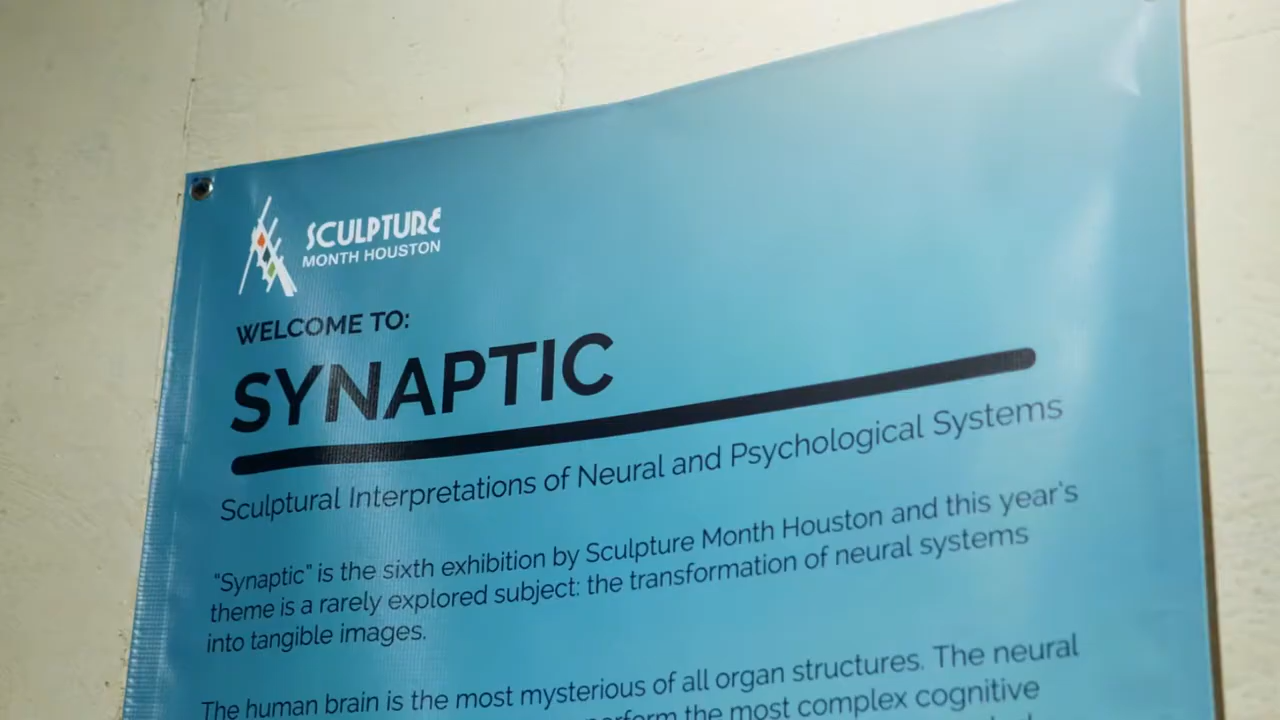 SCULPTURE
MONTH HOUSTON
WELCOME TO:
SYNAPTIC
Sculptural Interpretations of Neural and Psychological Systems
“Synaptic” is the sixth exhibition by Sculpture Month Houston and this year's
theme is a rarely explored subject: the transformation of neural systems
into tangible images.
The human brain is the most mysterious of all organ structures. The neural
the most complex cognitive